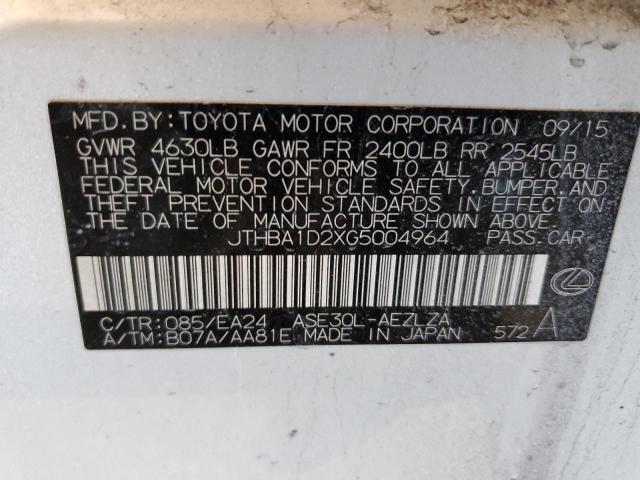 MFD.BY:TOYOTA MOTOR CORPORATION 09/15
GVWR 4630LB GAWR FR 2400LB RR 2545LB
THIS VEHICLE CONFORMS TO ALL APPLICABLE
FEDERAL MOTOR VEHICLE SAFETY,BUMPER,AND
THEFT PREVENTION STANDARDS IN EFFECT ON
THE DATE OF MANUFACTURE SHOWN ABOVE.
JTHBA1D2XG5004964 PASS.CAR
C/TR:085/EA24 ASE30L-AEZLZA
A/TM:B07A/AA81E MADE IN JAPAN 572 A